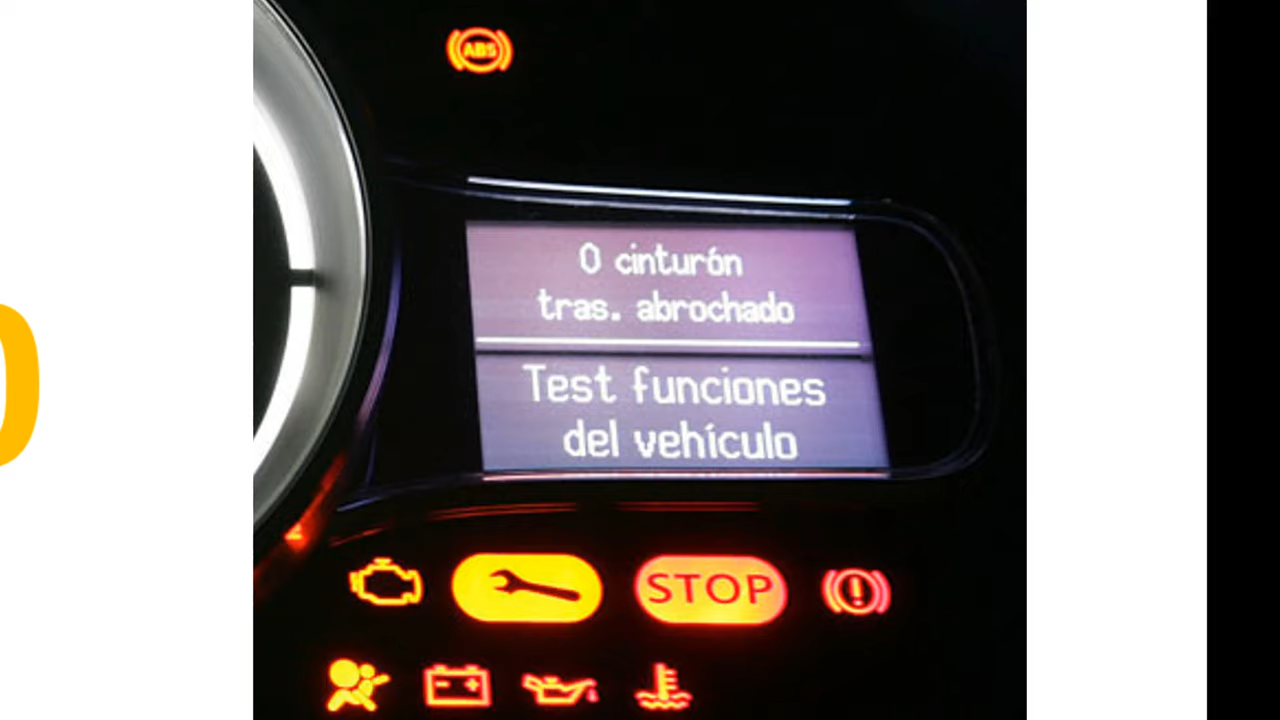 ABS
0 cinturón
tras. abrochado
Test funciones
del vehículo
STOP